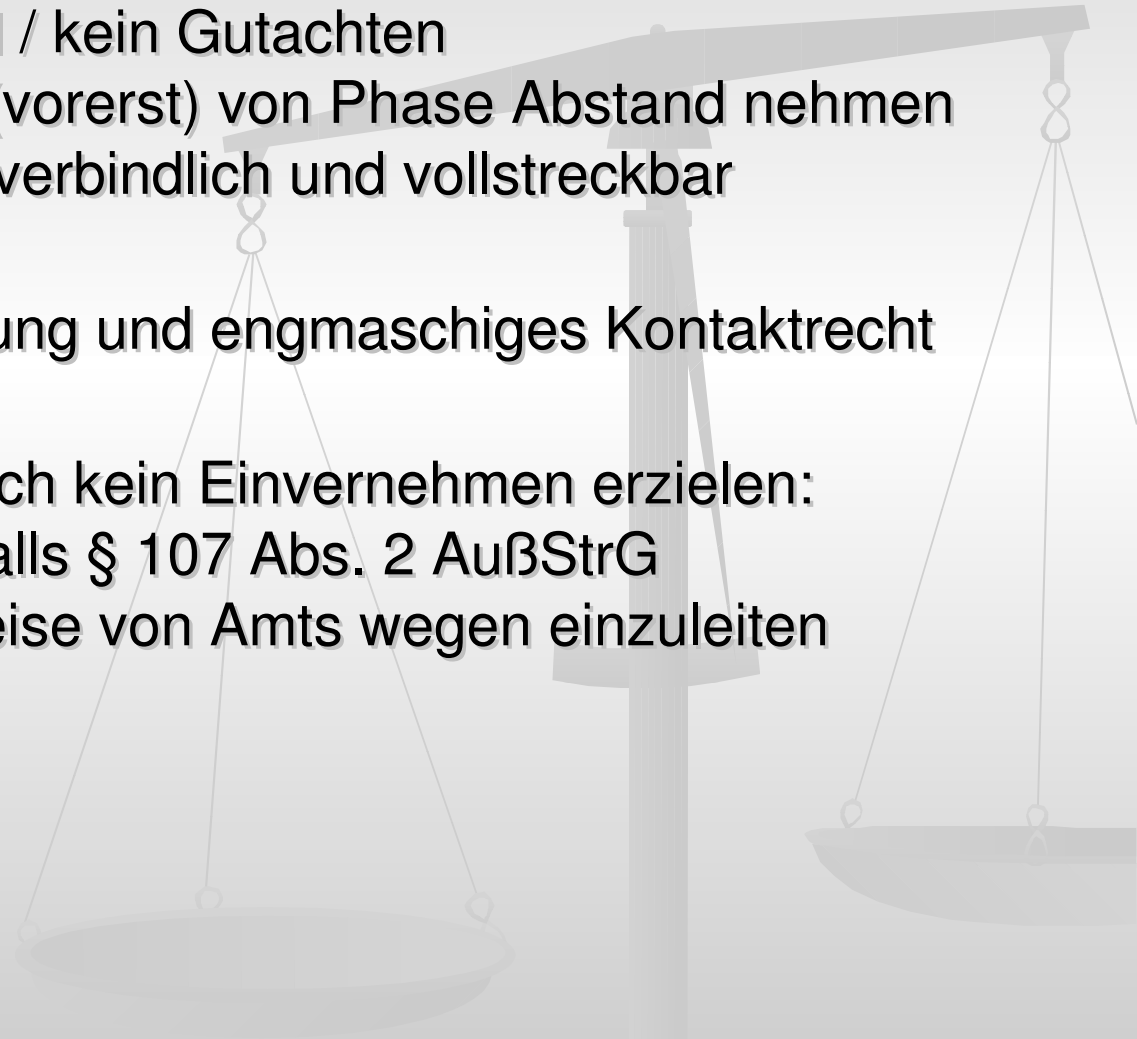 / kein Gutachten
(vorerst) von Phase Abstand nehmen
verbindlich und vollstreckbar
ung und engmaschiges Kontaktrecht
ch kein Einvernehmen erzielen:
alls § 107 Abs. 2 AußStrG
eise von Amts wegen einzuleiten